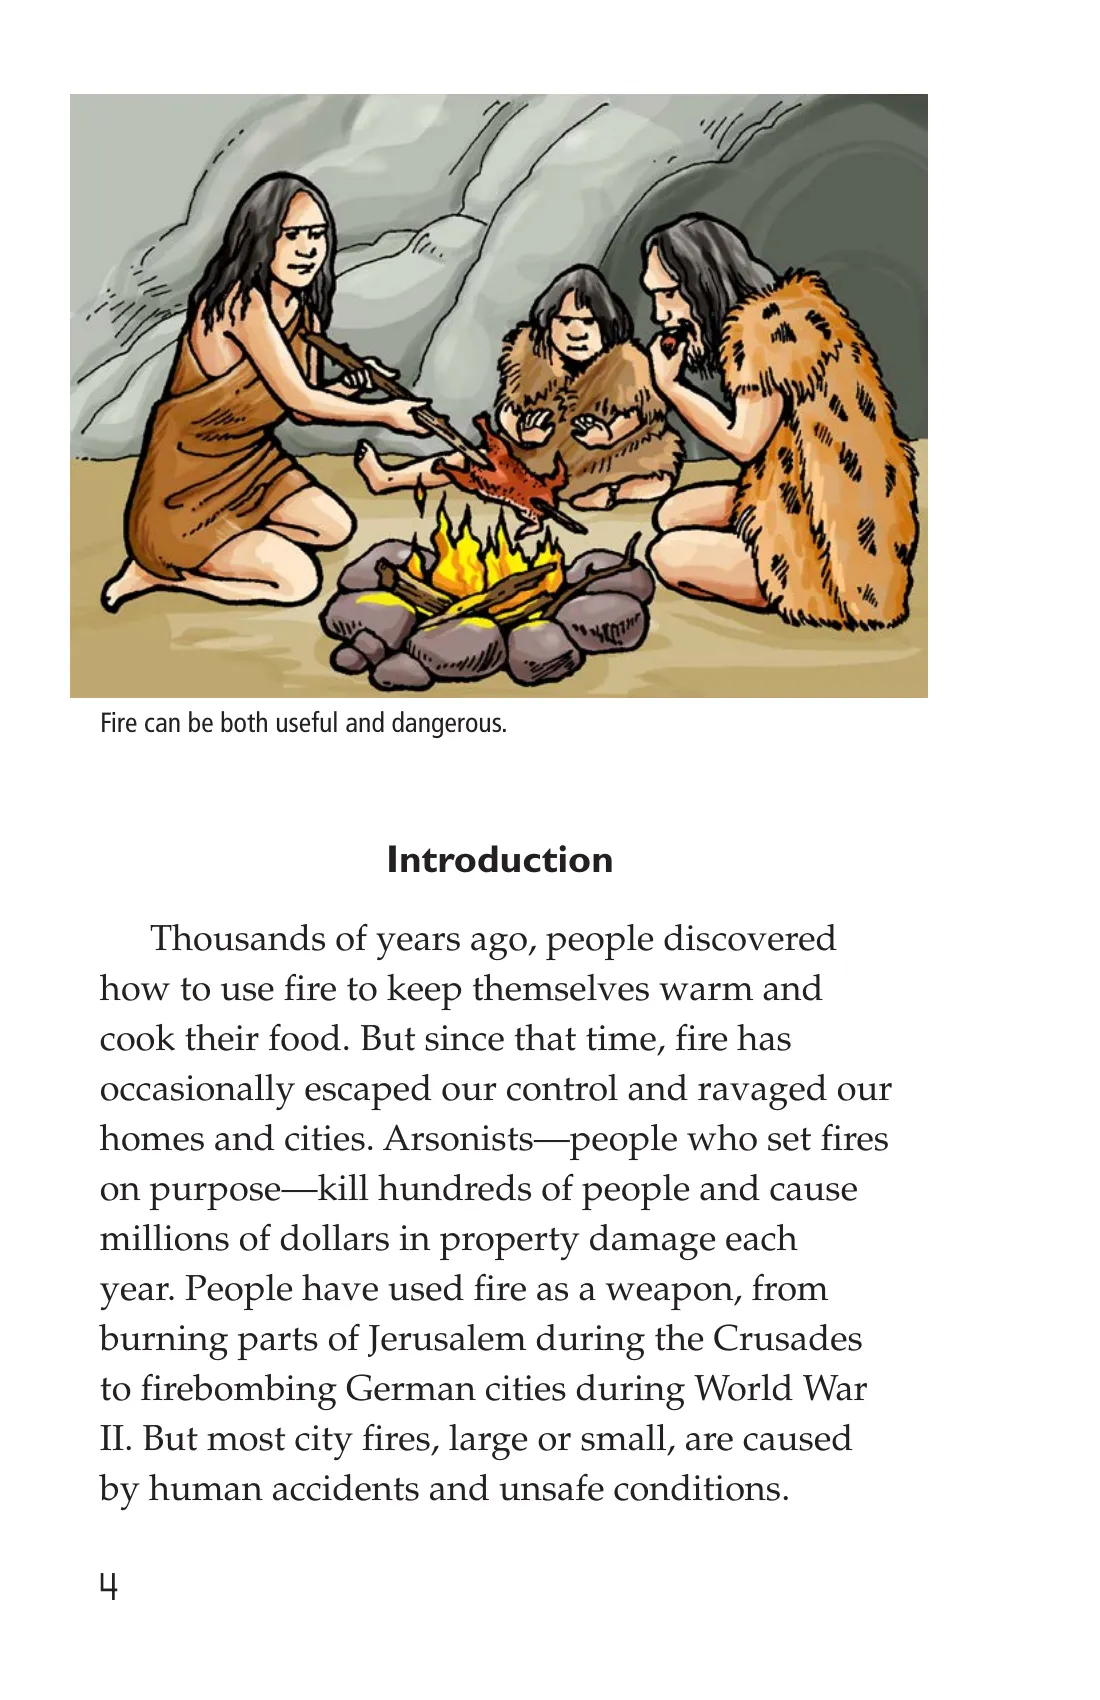 Fire can be both useful and dangerous.
Introduction
Thousands of years ago, people discovered
how to use fire to keep themselves warm and
cook their food. But since that time, fire has
occasionally escaped our control and ravaged our
homes and cities. Arsonists—people who set fires
on purpose—kill hundreds of people and cause
millions of dollars in property damage each
year. People have used fire as a weapon, from
burning parts of Jerusalem during the Crusades
to firebombing German cities during World War
II. But most city fires, large or small, are caused
by human accidents and unsafe conditions.
4